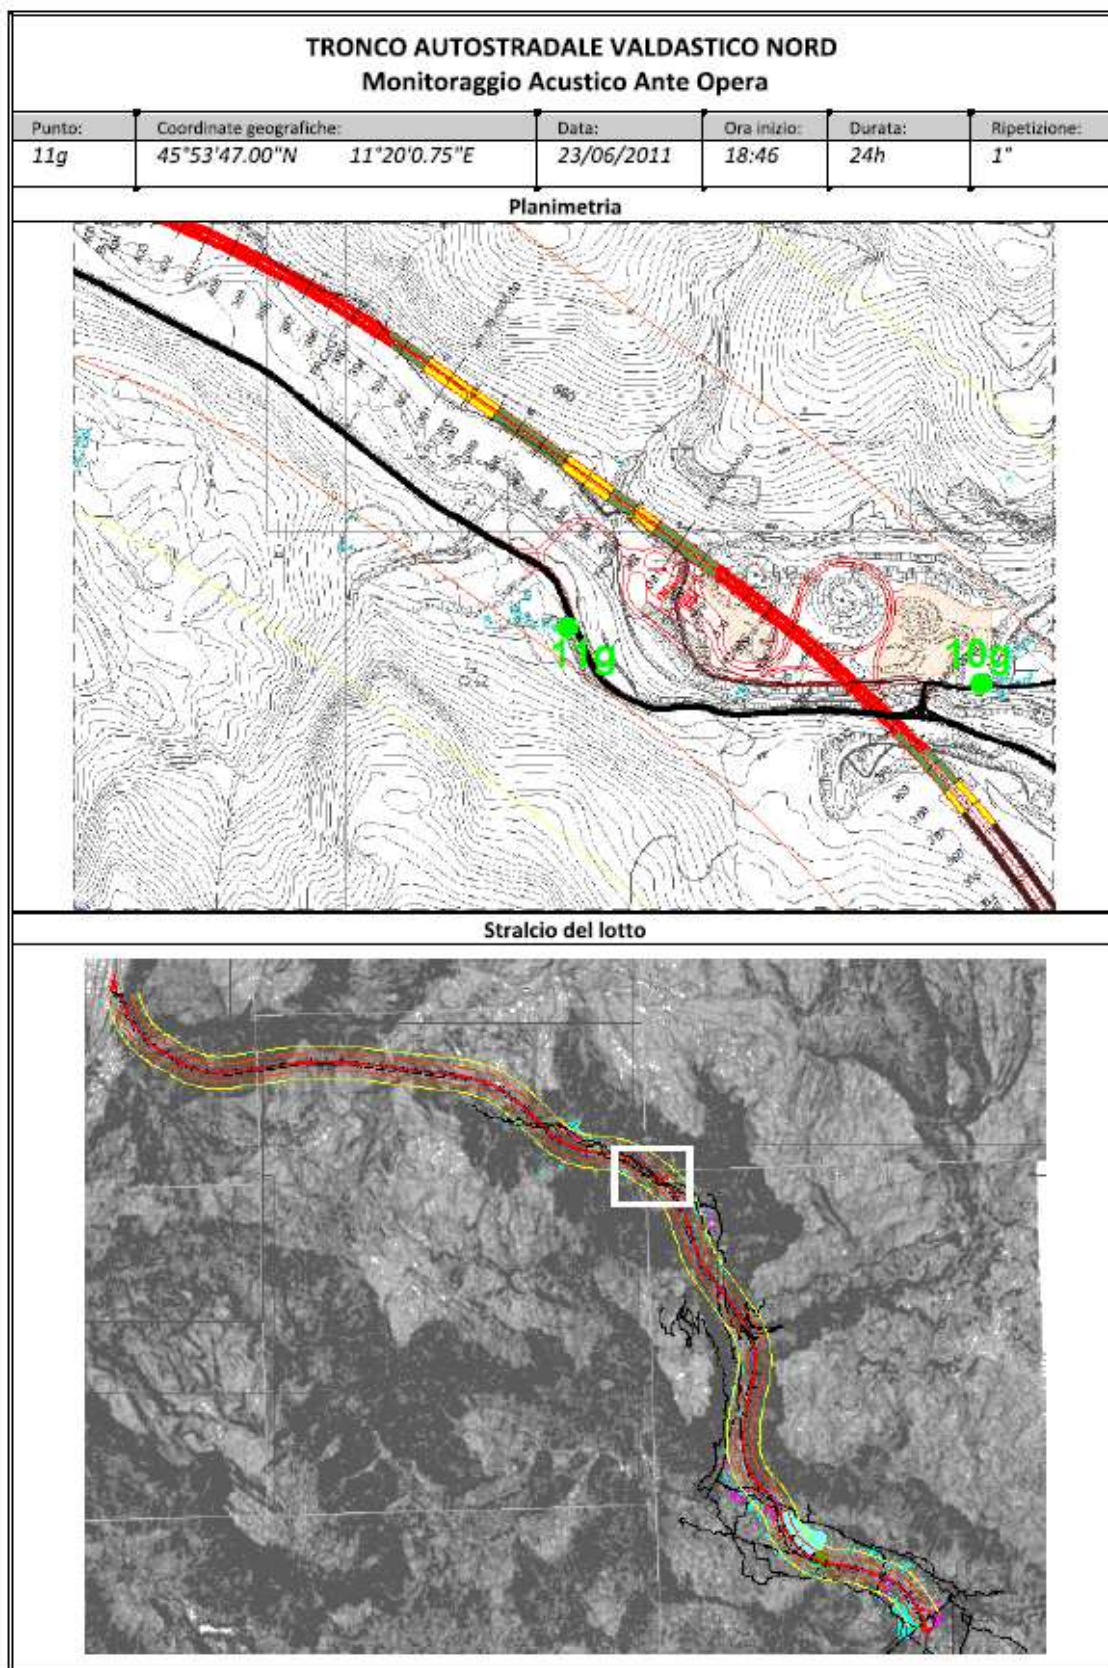 TRONCO AUTOSTRADALE VALDASTICO NORD
Monitoraggio Acustico Ante Opera
Punto: Coordinate geografiche: Data: Ora inizio: Durata: Ripetizione:
11g 45°53'47.00"N 11°20'0.75"E 23/06/2011 18:46 24h 1°
Planimetria
11g
10g
Stralcio del lotto